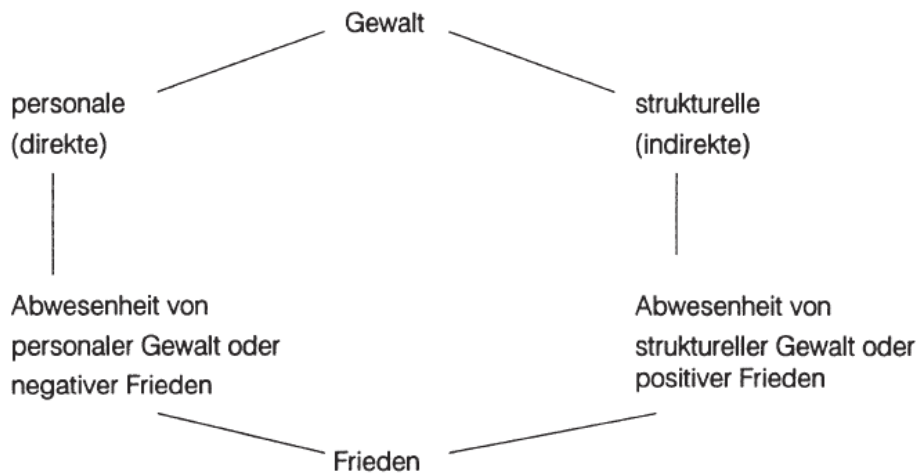 Gewalt
personale
(direkte)
strukturelle
(indirekte)
Abwesenheit von
personaler Gewalt oder
negativer Frieden
Abwesenheit von
struktureller Gewalt oder
positiver Frieden
Frieden